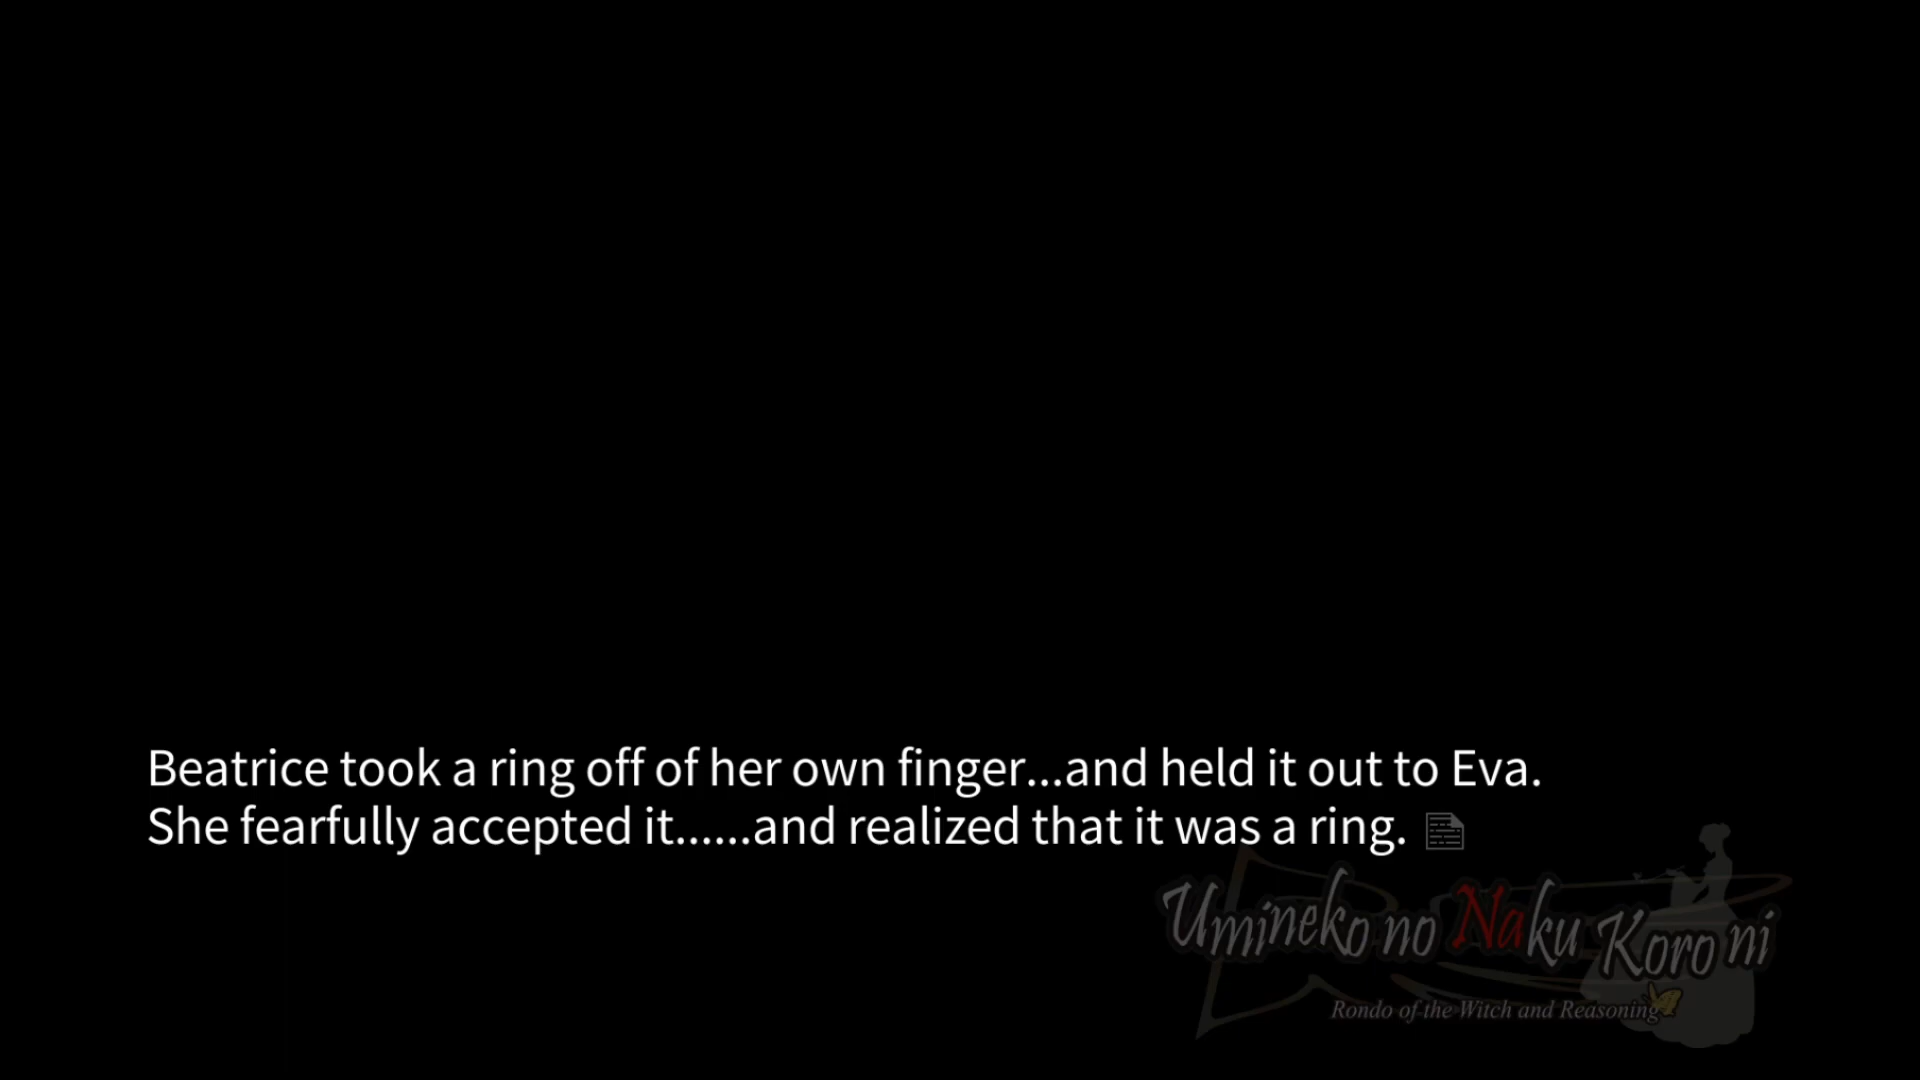 Beatrice took a ring off of her own finger...and held it out to Eva.
She fearfully accepted it......and realized that it was a ring.
Umineko no Naku Koro ni
Rondo of the Witch and Reasoning